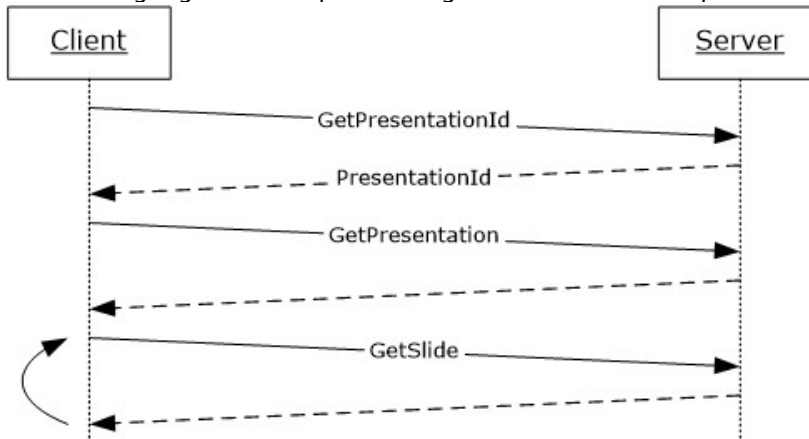 Client
Server
GetPresentationId
PresentationId
GetPresentation
GetSlide